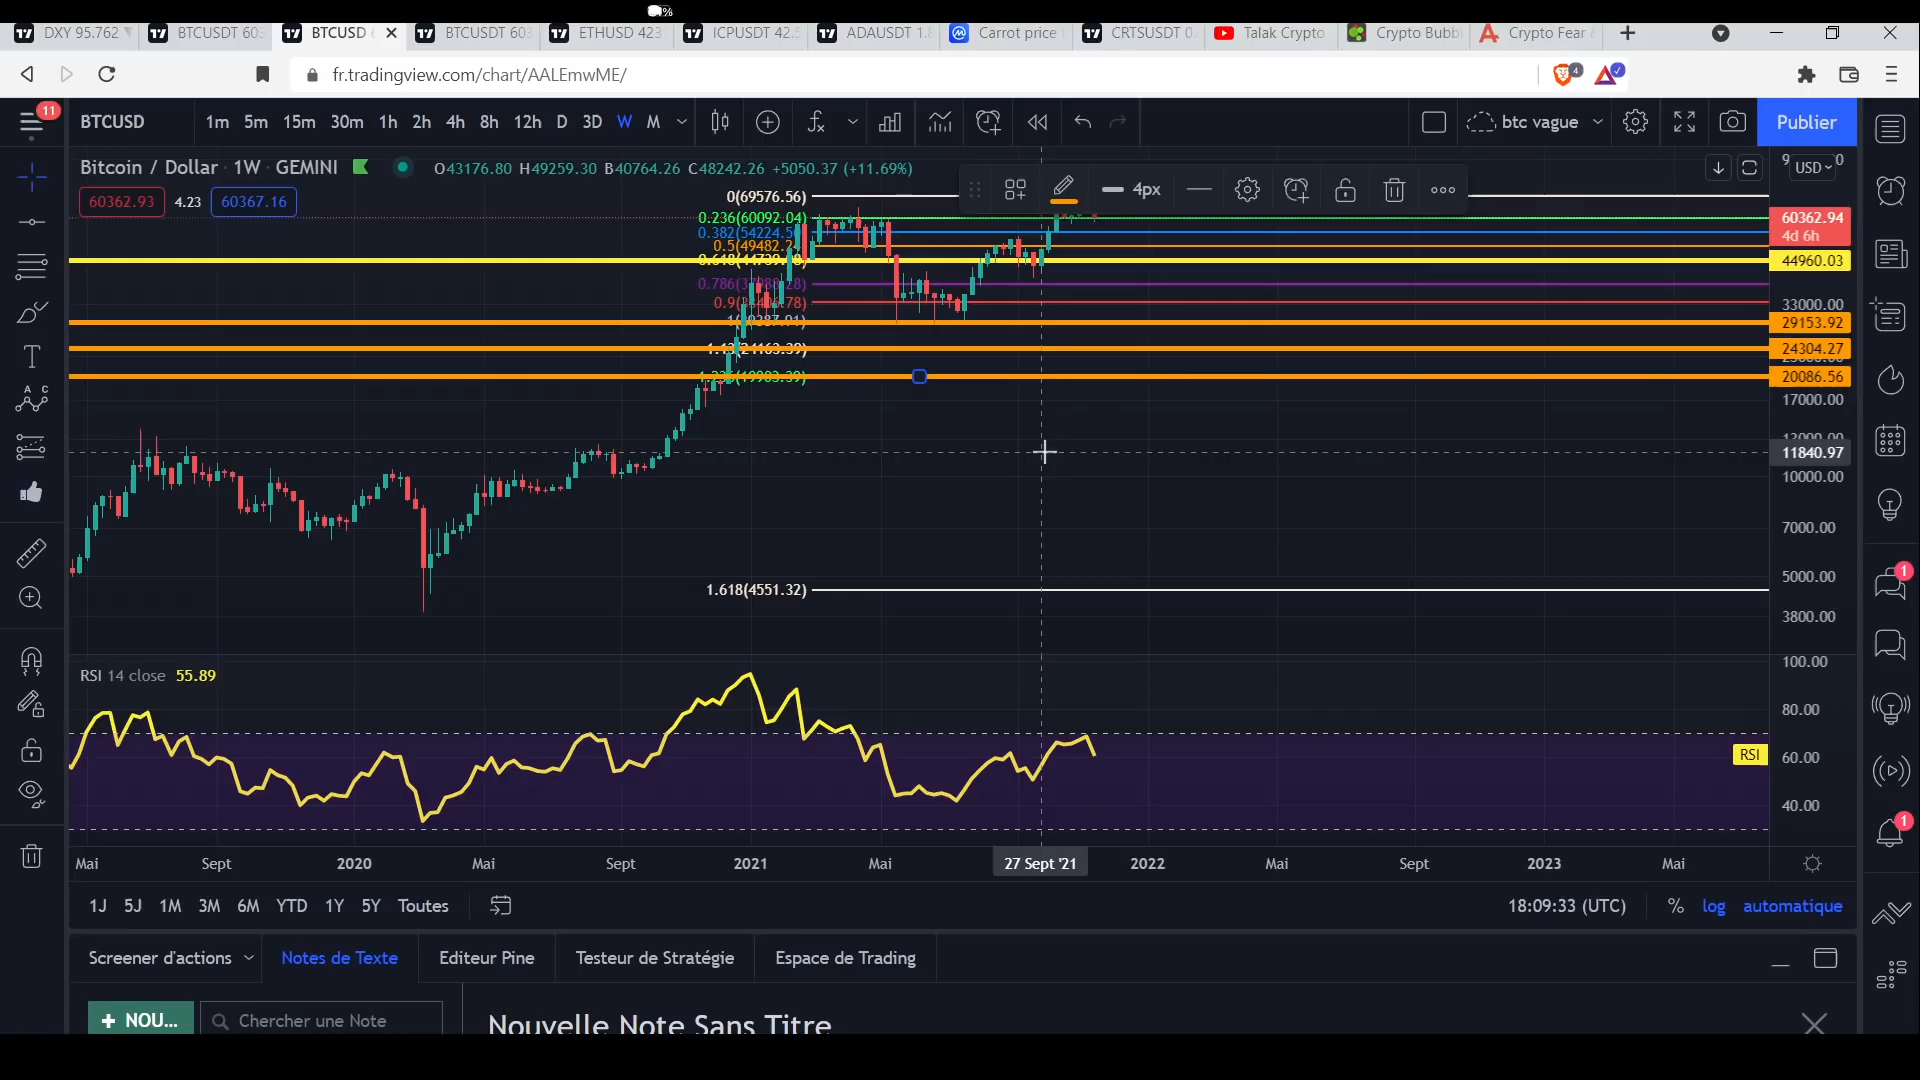 DXY 95.762
BTCUSDT 60
BTCUSD
BTCUSDT 60
ETHUSD 423
ICPUSDT 42.
ADAUSDT 1.
Carrot price
CRTSUSDT 0.
Talak Crypto
Crypto Bubb
Crypto Fear
fr.tradingview.com/chart/AALEmwME/
4
11
BTCUSD
1m 5m 15m 30m 1h 2h 4h 8h 12h D 3D W M
btc vague
Publier
Bitcoin / Dollar · 1W · GEMINI
O43176.80 H49259.30 B40764.26 C48242.26 +5050.37 (+11.69%)
USD
60362.93 4.23 60367.16
4px
0(69576.56)
0.236(60092.04)
0.5(49482.2
1.618(4551.32)
60362.94
4d 6h
44960.03
33000.00
29153.92
24304.27
20086.56
17000.00
12000.00
11840.97
10000.00
7000.00
5000.00
3800.00
RSI 14 close 55.89
100.00
80.00
RSI
60.00
40.00
1
1
Mai Sept 2020 Mai Sept 2021 Mai 27 Sept '21 2022 Mai Sept 2023 Mai
1J 5J 1M 3M 6M YTD 1Y 5Y Toutes
18:09:33 (UTC) % log automatique
Screener d'actions Notes de Texte Editeur Pine Testeur de Stratégie Espace de Trading
+ NOU... Chercher une Note
Nouvelle Note Sans Titre